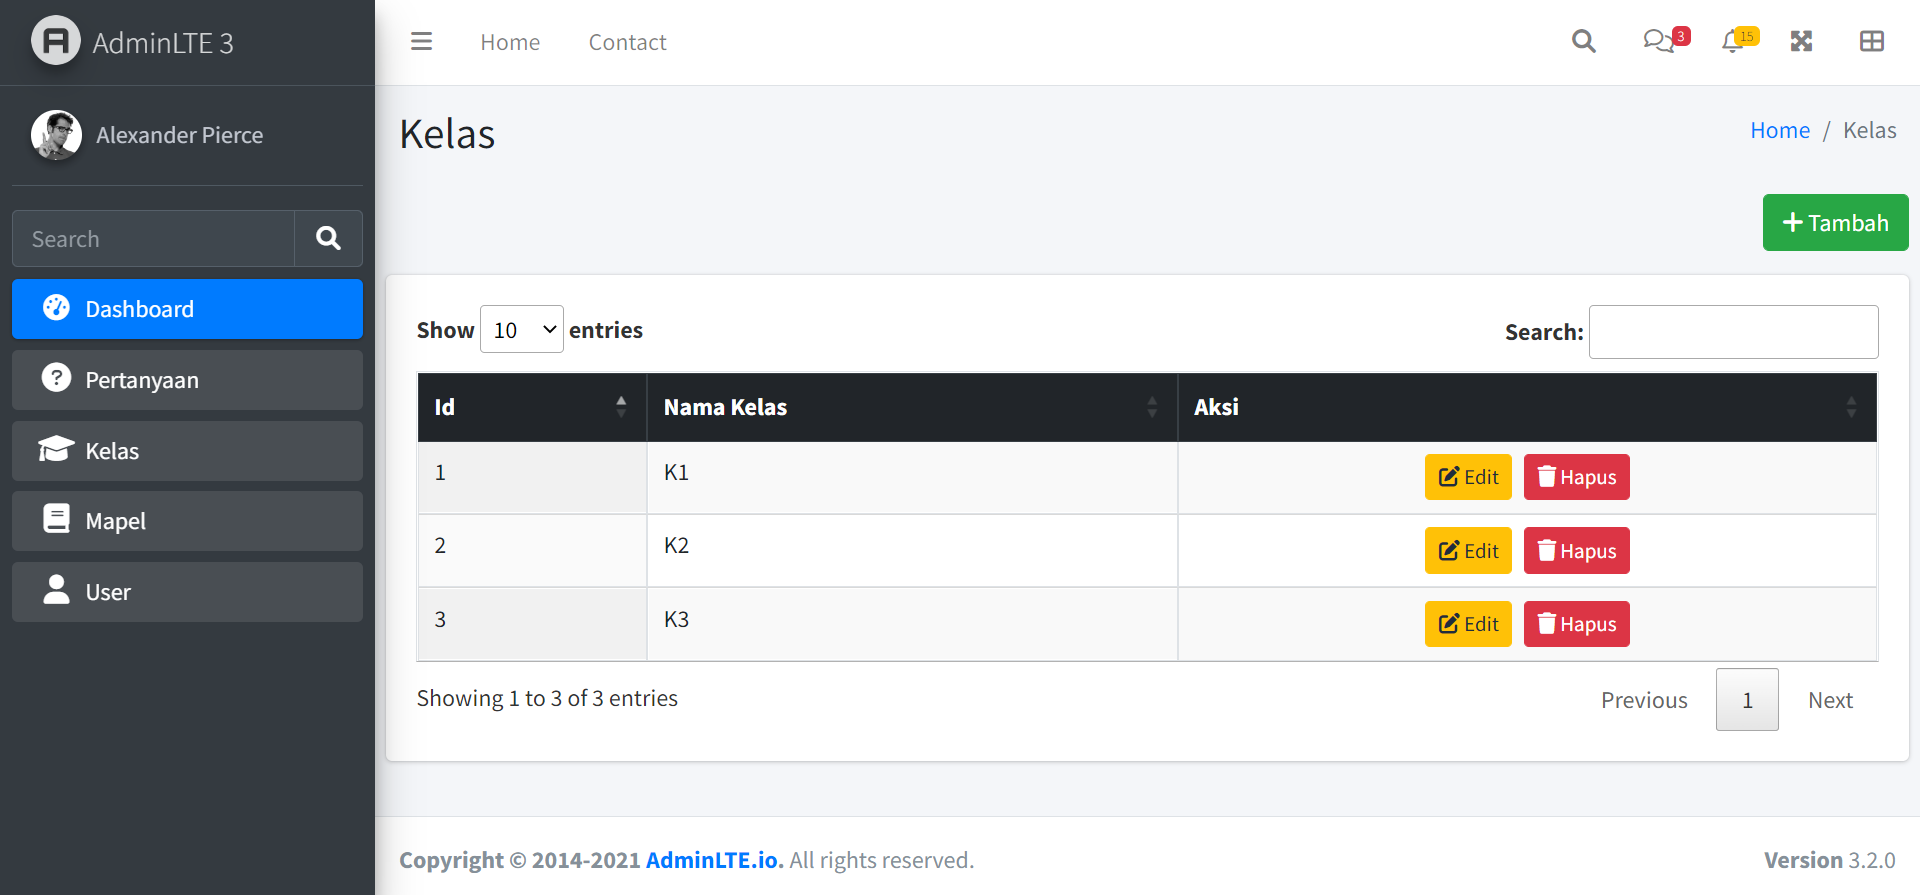 AdminLTE 3
Home
Contact
3
15
Alexander Pierce
Search
Dashboard
Pertanyaan
Kelas
Mapel
User
Kelas
Home / Kelas
Tambah
Show 10 entries
Search:
Id Nama Kelas Aksi
1 K1 Edit Hapus
2 K2 Edit Hapus
3 K3 Edit Hapus
Showing 1 to 3 of 3 entries
Previous 1 Next
Copyright © 2014-2021 AdminLTE.io. All rights reserved.
Version 3.2.0